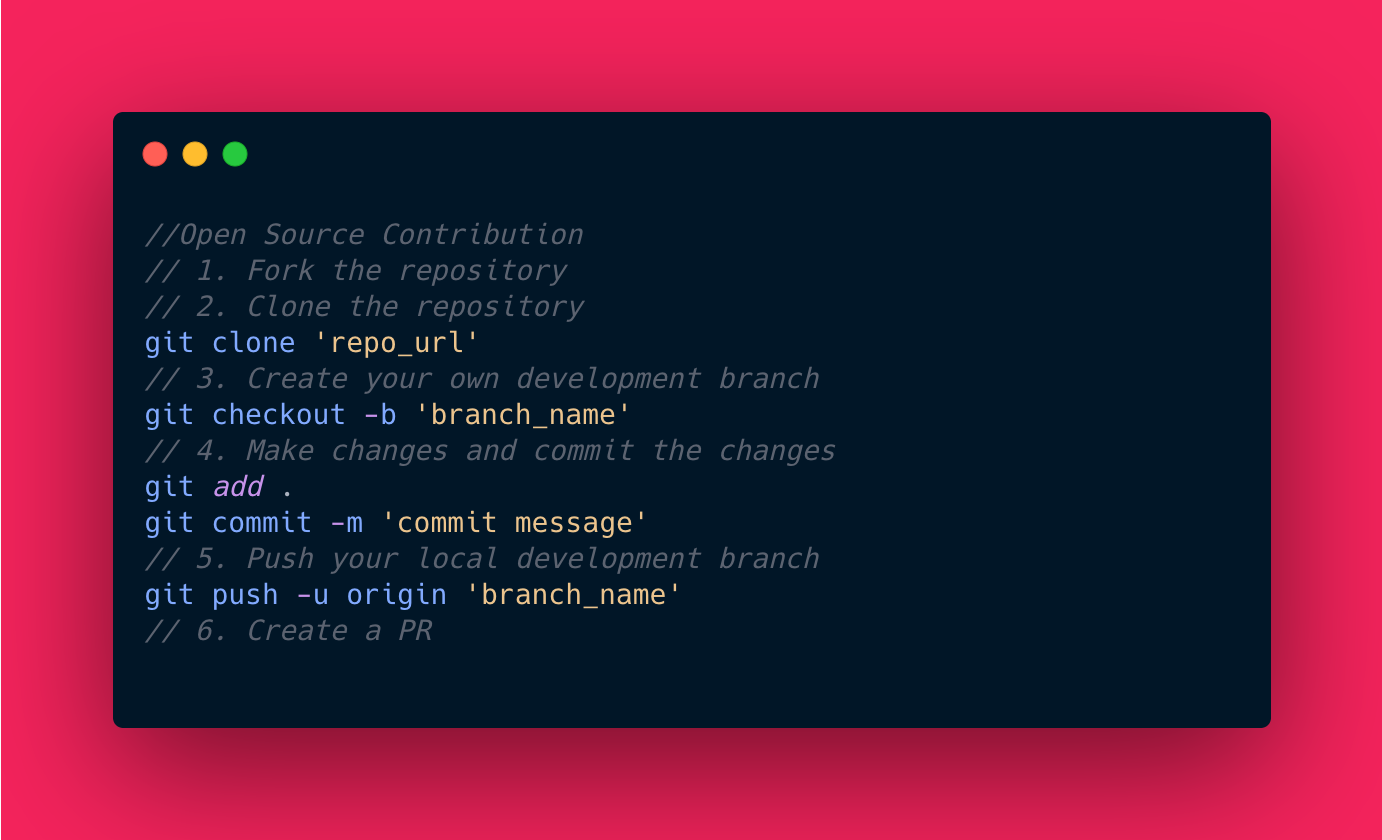 //Open Source Contribution
// 1. Fork the repository
// 2. Clone the repository
git clone 'repo_url'
// 3. Create your own development branch
git checkout -b 'branch_name'
// 4. Make changes and commit the changes
git add .
git commit -m 'commit message'
// 5. Push your local development branch
git push -u origin 'branch_name'
// 6. Create a PR